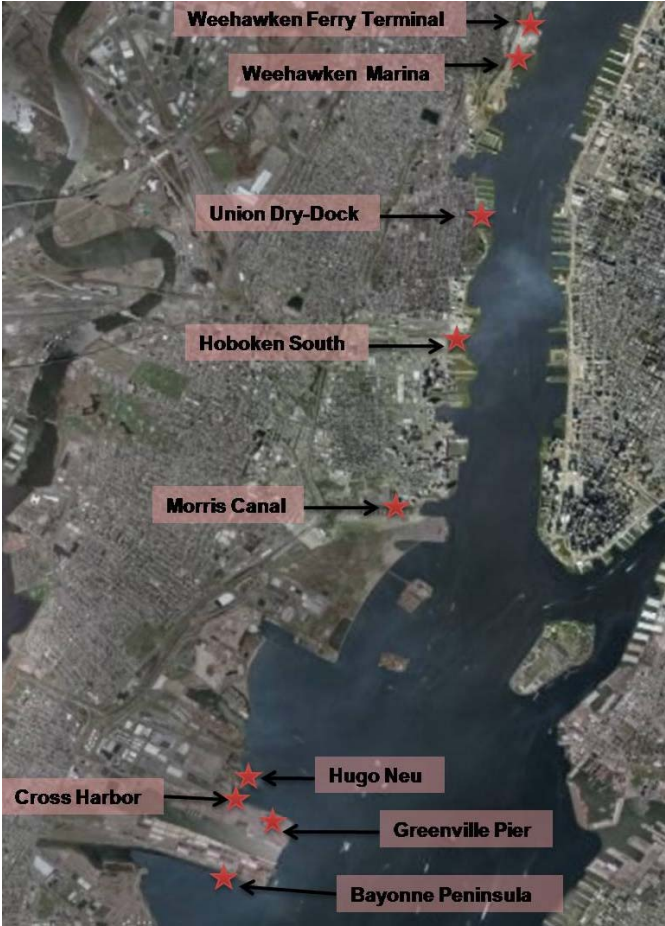 Weehawken Ferry Terminal
Weehawken Marina
Union Dry-Dock
Hoboken South
Morris Canal
Hugo Neu
Cross Harbor
Greenville Pier
Bayonne Peninsula